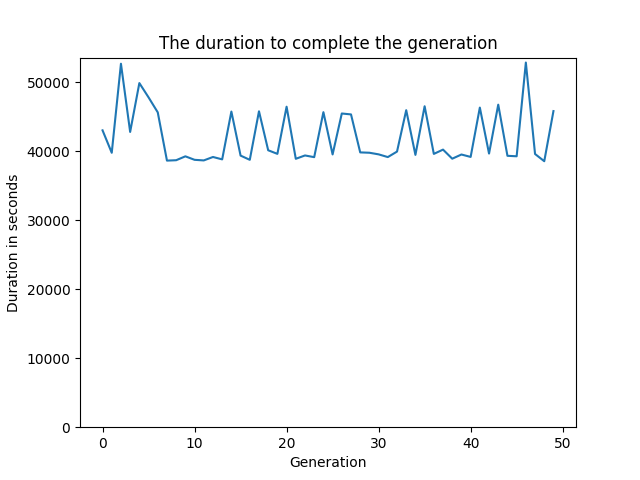 The duration to complete the generation
50000
40000
30000
20000
10000
0
Duration in seconds
0 10 20 30 40 50
Generation